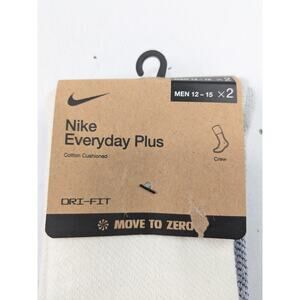 MEN 12 - 15 ×2
Nike
Everyday Plus
Cotton Cushioned
Crew
DRI-FIT
MOVE TO ZERO